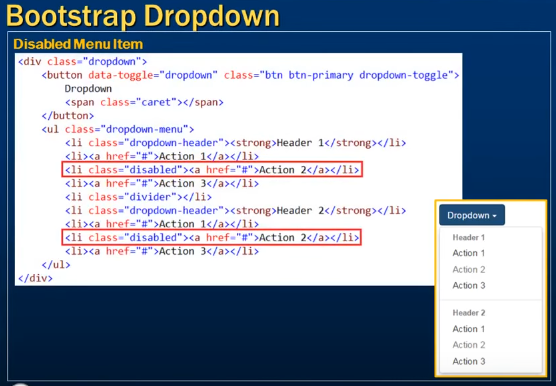 Bootstrap Dropdown
Disabled Menu Item
<div class="dropdown">
    <button data-toggle="dropdown" class="btn btn-primary dropdown-toggle">
        Dropdown
        <span class="caret"></span>
    </button>
    <ul class="dropdown-menu">
        <li class="dropdown-header"><strong>Header 1</strong></li>
        <li><a href="#">Action 1</a></li>
        <li class="disabled"><a href="#">Action 2</a></li>
        <li><a href="#">Action 3</a></li>
        <li class="divider"></li>
        <li class="dropdown-header"><strong>Header 2</strong></li>
        <li><a href="#">Action 1</a></li>
        <li class="disabled"><a href="#">Action 2</a></li>
        <li><a href="#">Action 3</a></li>
    </ul>
</div>
Dropdown
Header 1
Action 1
Action 2
Action 3
Header 2
Action 1
Action 2
Action 3